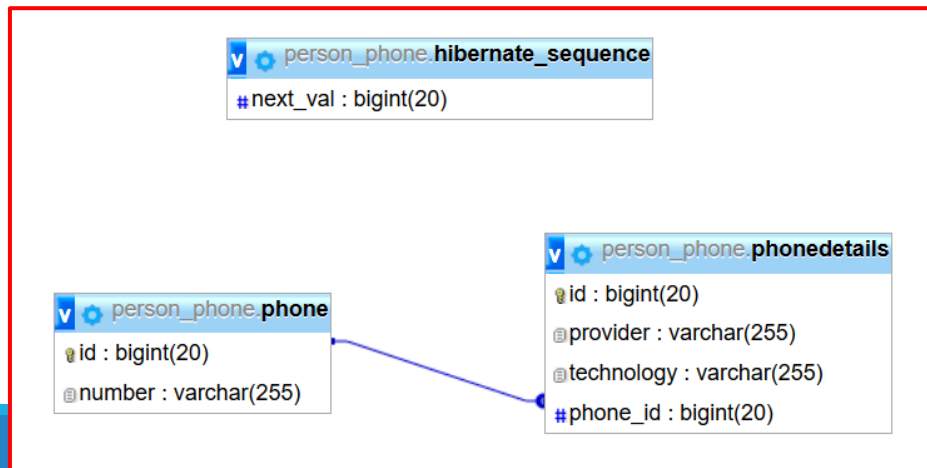 v person_phone.hibernate_sequence
# next_val : bigint(20)
v person_phone.phonedetails
id : bigint(20)
provider : varchar(255)
technology : varchar(255)
# phone_id : bigint(20)
v person_phone.phone
id : bigint(20)
number : varchar(255)